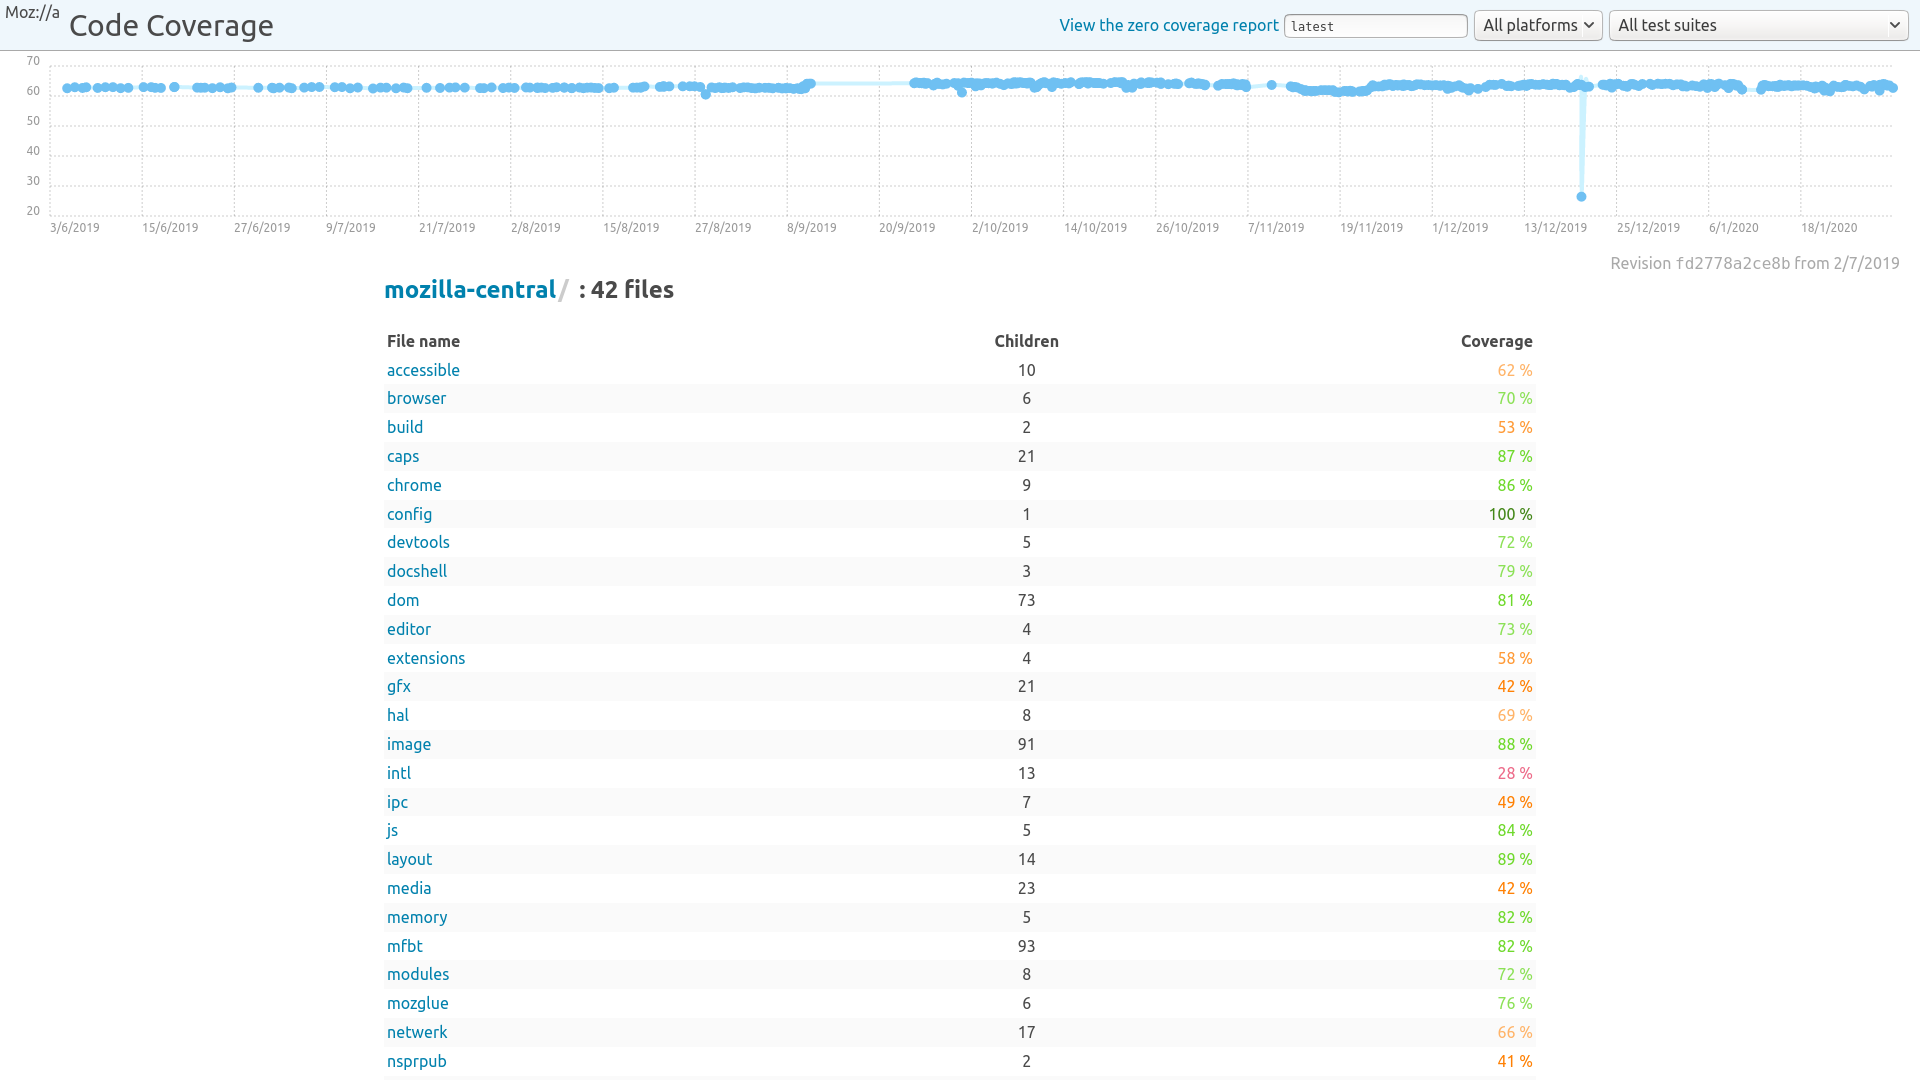 Moz://a Code Coverage View the zero coverage report latest All platforms All test suites
70
60
50
40
30
20
3/6/2019 15/6/2019 27/6/2019 9/7/2019 21/7/2019 2/8/2019 15/8/2019 27/8/2019 8/9/2019 20/9/2019 2/10/2019 14/10/2019 26/10/2019 7/11/2019 19/11/2019 1/12/2019 13/12/2019 25/12/2019 6/1/2020 18/1/2020
Revision fd2778a2ce8b from 2/7/2019
mozilla-central/ : 42 files
File name Children Coverage
accessible 10 62 %
browser 6 70 %
build 2 53 %
caps 21 87 %
chrome 9 86 %
config 1 100 %
devtools 5 72 %
docshell 3 79 %
dom 73 81 %
editor 4 73 %
extensions 4 58 %
gfx 21 42 %
hal 8 69 %
image 91 88 %
intl 13 28 %
ipc 7 49 %
js 5 84 %
layout 14 89 %
media 23 42 %
memory 5 82 %
mfbt 93 82 %
modules 8 72 %
mozglue 6 76 %
netwerk 17 66 %
nsprpub 2 41 %